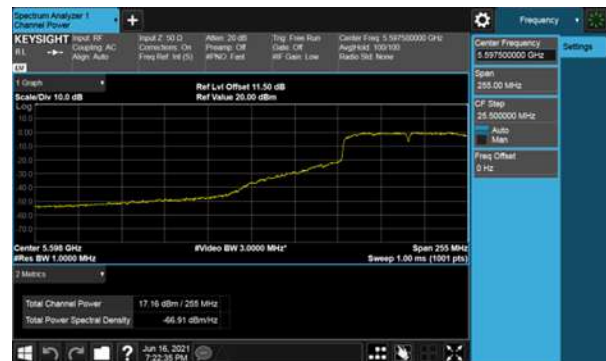 Spectrum Analyzer 1
Channel Power
+
Frequency
KEYSIGHT Input: RF
RL Coupling: AC
Align: Auto
Input Z: 50 Ω
Corrections: On
Freq Ref: Int (S)
Atten: 20 dB
Preamp: Off
#PNO: Fast
Trig: Free Run
Gate: Off
#IF Gain: Low
Center Freq: 5.597500000 GHz
Avg|Hold: 100/100
Radio Std: None
Center Frequency
5.597500000 GHz
Settings
Span
255.00 MHz
CF Step
25.500000 MHz
Auto
Man
Freq Offset
0 Hz
1 Graph
Scale/Div 10.0 dB
Ref Lvl Offset 11.50 dB
Ref Value 20.00 dBm
Log
10.0
0.00
-10.0
-20.0
-30.0
-40.0
-50.0
-60.0
-70.0
Center 5.598 GHz
#Res BW 1.0000 MHz
#Video BW 3.0000 MHz*
Span 255 MHz
Sweep 1.00 ms (1001 pts)
2 Metrics
Total Channel Power 17.16 dBm / 255 MHz
Total Power Spectral Density -66.91 dBm/Hz
?
Jun 16, 2021
7:22:35 PM